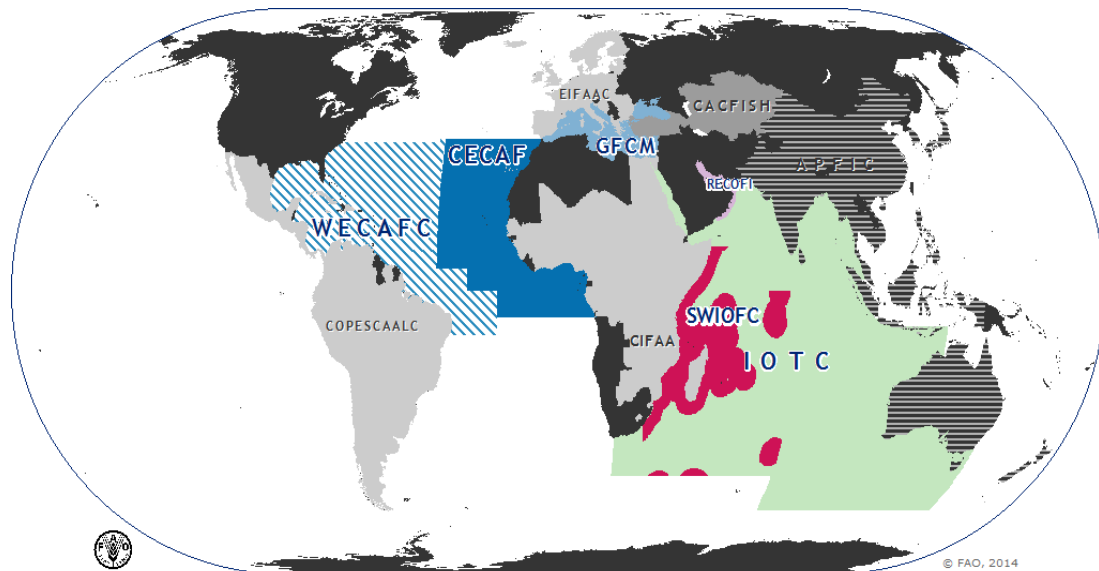 EIFAAC
CACFISH
CECAF
GFCM
APFIC
RECOFI
WECAFC
SWIOFC
COPESCAALC
CIFAA
IOTC
© FAO, 2014